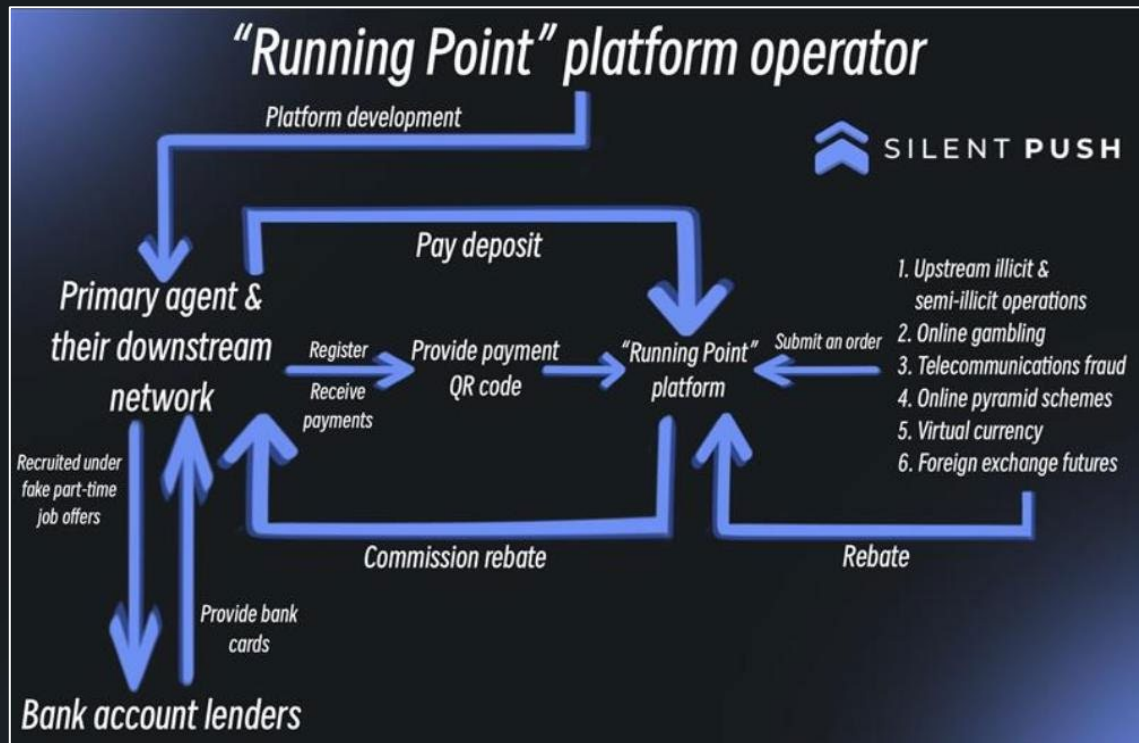 “Running Point” platform operator
Platform development
SILENT PUSH
Pay deposit
Primary agent &
their downstream
network
Register
Receive
payments
Provide payment
QR code
“Running Point”
platform
Submit an order
1. Upstream illicit &
semi-illicit operations
2. Online gambling
3. Telecommunications fraud
4. Online pyramid schemes
5. Virtual currency
6. Foreign exchange futures
Recruited under
fake part-time
job offers
Commission rebate
Rebate
Provide bank
cards
Bank account lenders